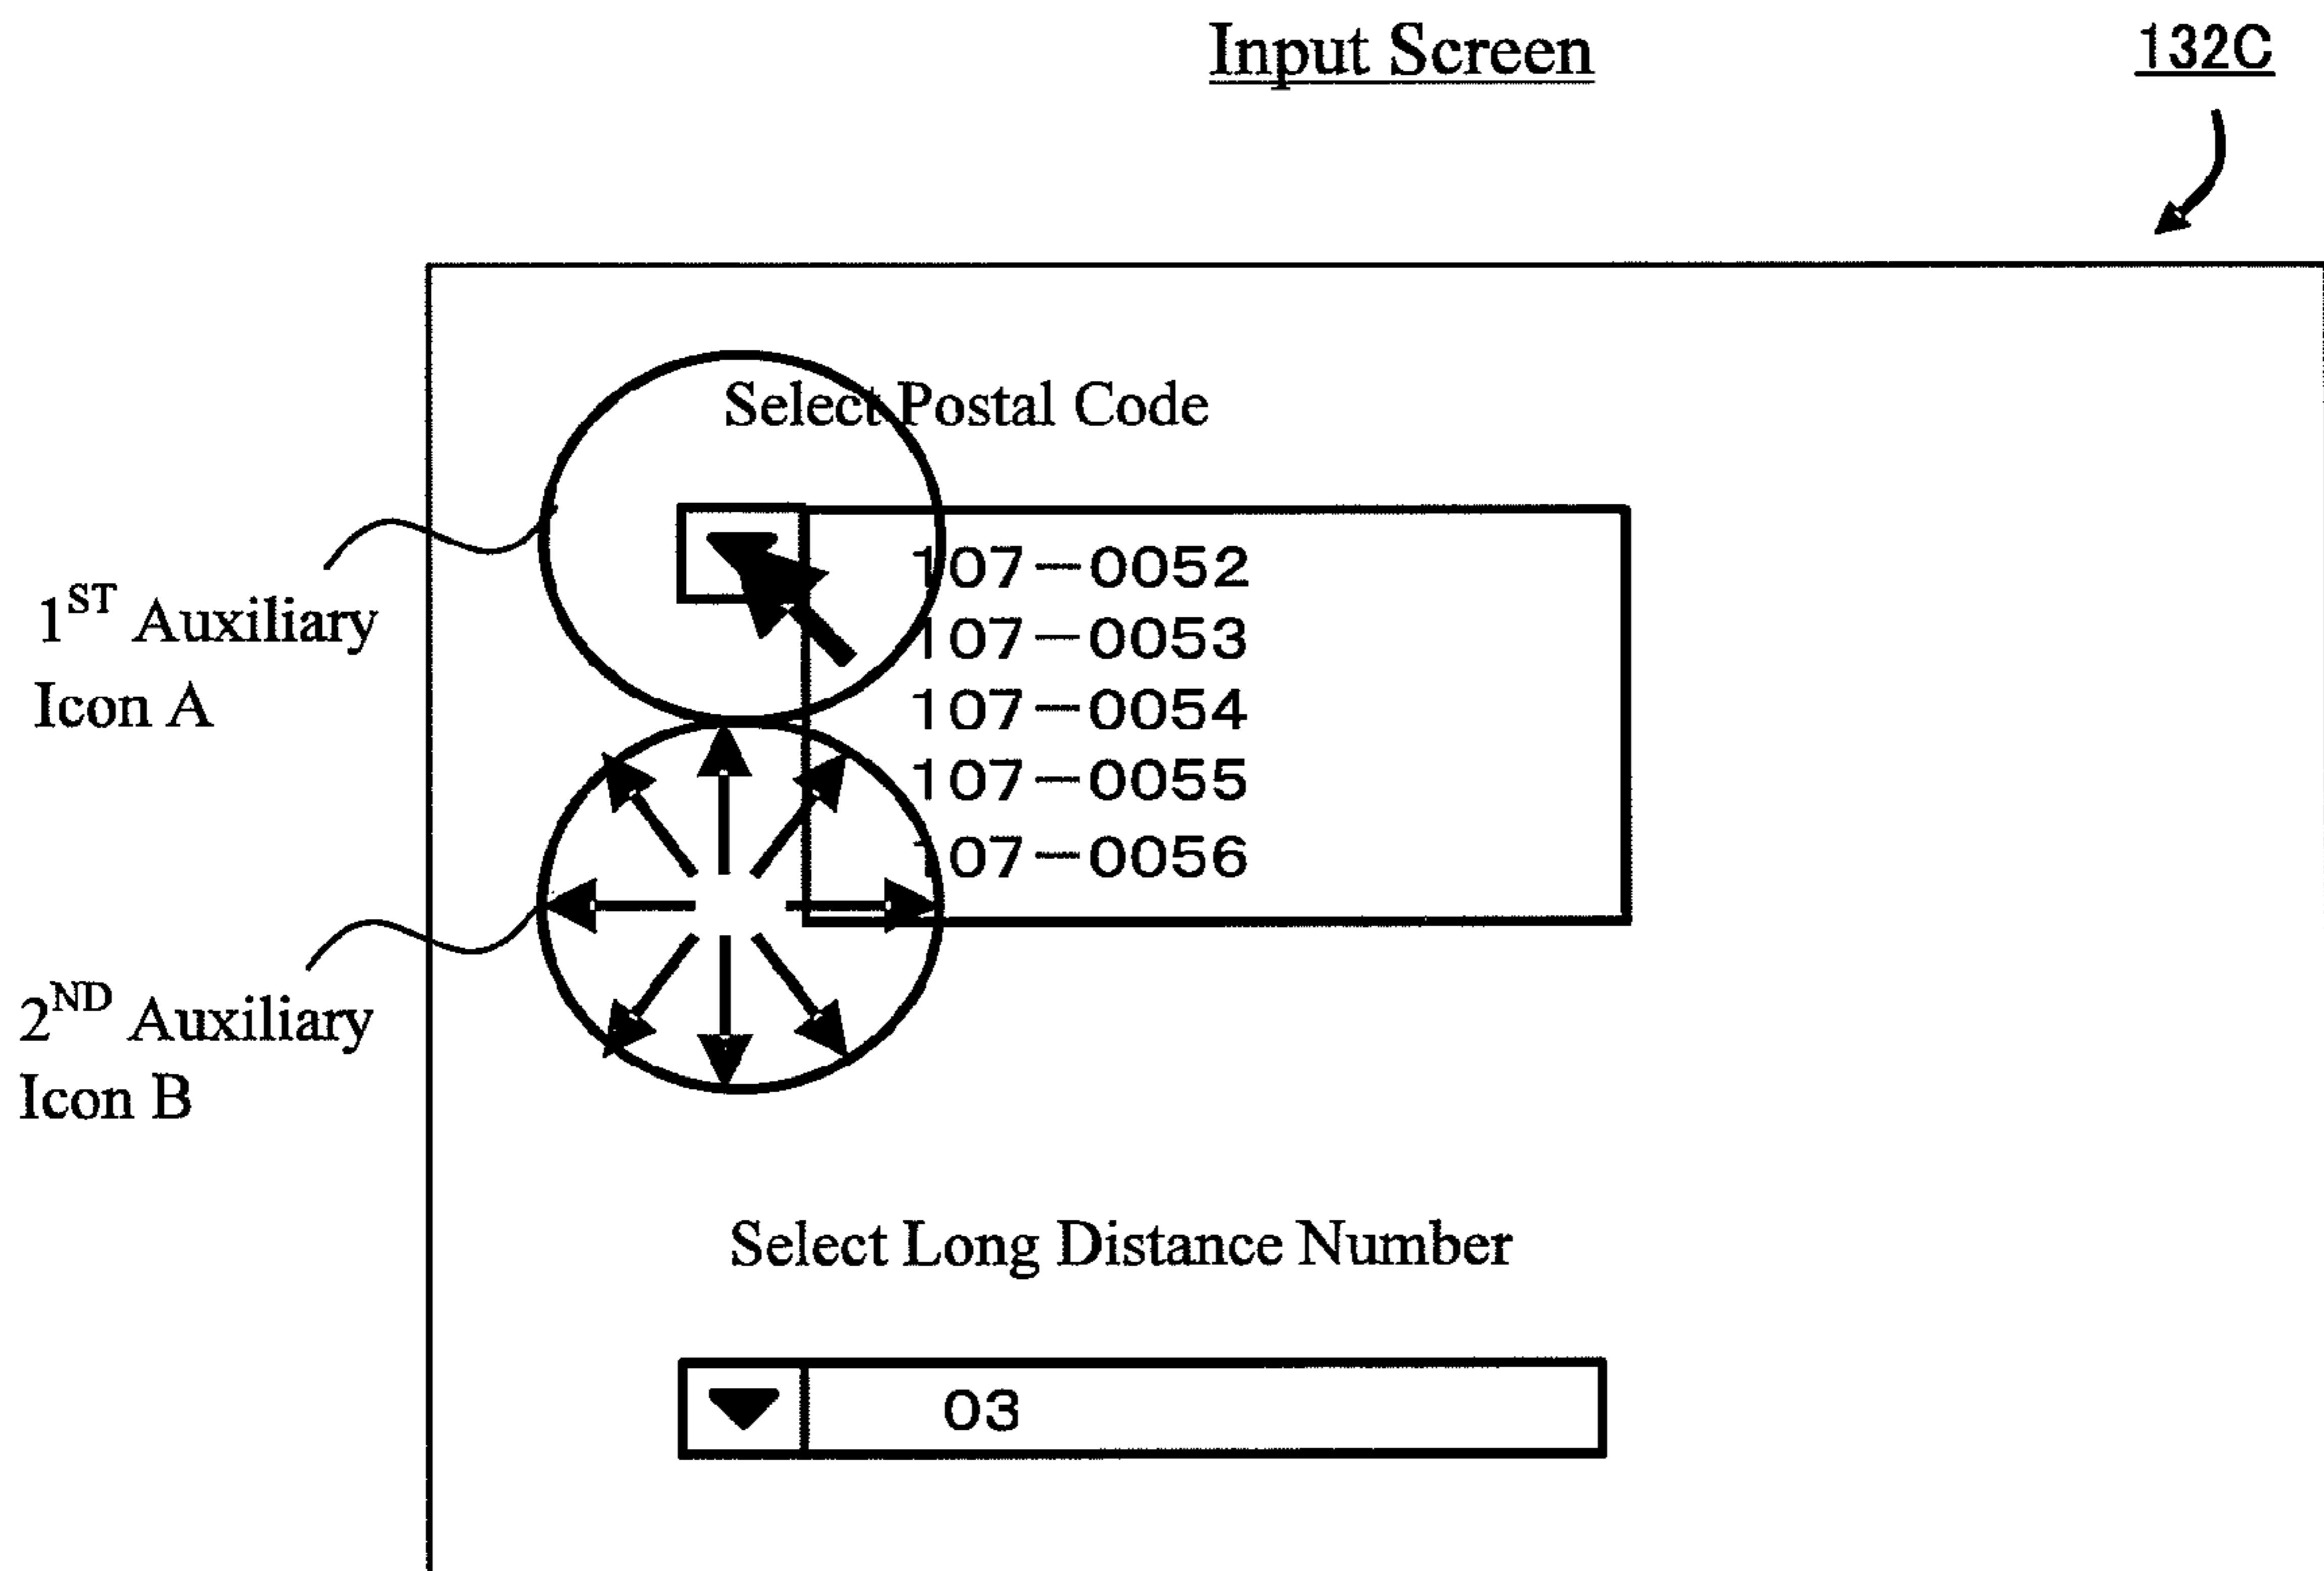 Input Screen
132C
Select Postal Code
107-0052
107-0053
107-0054
107-0055
107-0056
1ST Auxiliary
Icon A
2ND Auxiliary
Icon B
Select Long Distance Number
03